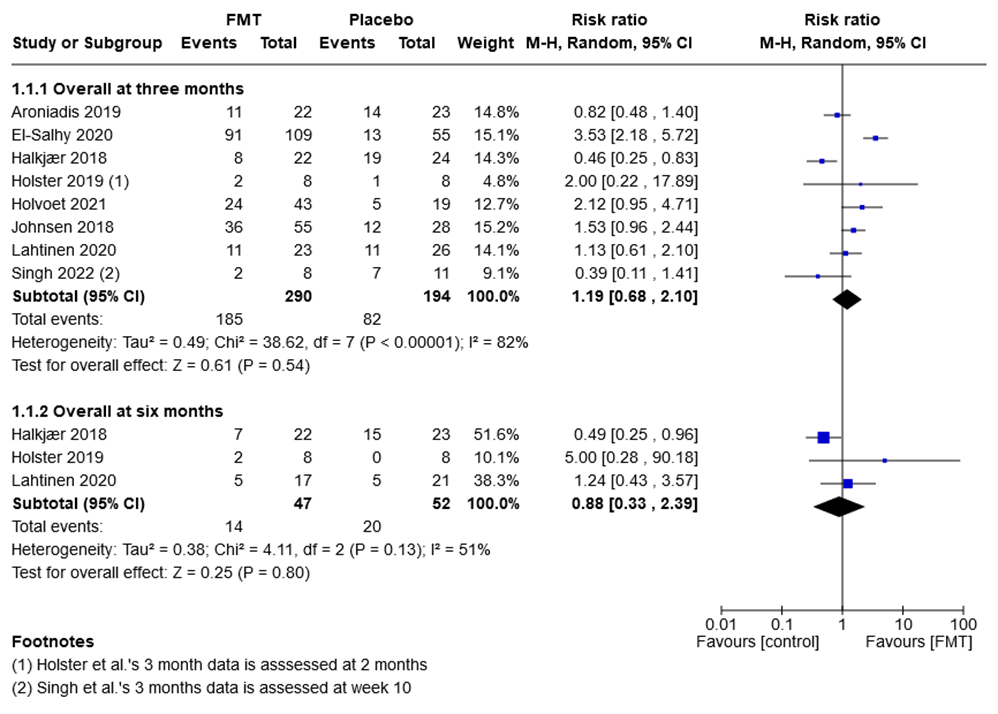 FMT Placebo Risk ratio Risk ratio
Study or Subgroup Events Total Events Total Weight M-H, Random, 95% CI M-H, Random, 95% CI
1.1.1 Overall at three months
Aroniadis 2019 11 22 14 23 14.8% 0.82 [0.48 , 1.40]
El-Salhy 2020 91 109 13 55 15.1% 3.53 [2.18 , 5.72]
Halkjær 2018 8 22 19 24 14.3% 0.46 [0.25 , 0.83]
Holster 2019 (1) 2 8 1 8 4.8% 2.00 [0.22 , 17.89]
Holvoet 2021 24 43 5 19 12.7% 2.12 [0.95 , 4.71]
Johnsen 2018 36 55 12 28 15.2% 1.53 [0.96 , 2.44]
Lahtinen 2020 11 23 11 26 14.1% 1.13 [0.61 , 2.10]
Singh 2022 (2) 2 8 7 11 9.1% 0.39 [0.11 , 1.41]
Subtotal (95% CI) 290 194 100.0% 1.19 [0.68 , 2.10]
Total events: 185 82
Heterogeneity: Tau² = 0.49; Chi² = 38.62, df = 7 (P < 0.00001); I² = 82%
Test for overall effect: Z = 0.61 (P = 0.54)
1.1.2 Overall at six months
Halkjær 2018 7 22 15 23 51.6% 0.49 [0.25 , 0.96]
Holster 2019 2 8 0 8 10.1% 5.00 [0.28 , 90.18]
Lahtinen 2020 5 17 5 21 38.3% 1.24 [0.43 , 3.57]
Subtotal (95% CI) 47 52 100.0% 0.88 [0.33 , 2.39]
Total events: 14 20
Heterogeneity: Tau² = 0.38; Chi² = 4.11, df = 2 (P = 0.13); I² = 51%
Test for overall effect: Z = 0.25 (P = 0.80)
0.01 0.1 1 10 100
Favours [control] Favours [FMT]
Footnotes
(1) Holster et al.'s 3 month data is asssessed at 2 months
(2) Singh et al.'s 3 months data is assessed at week 10